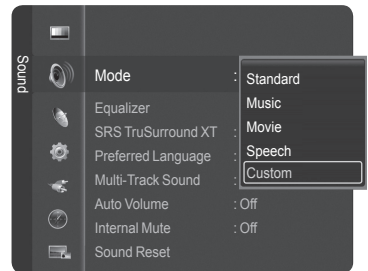 Sound
Mode :
Standard
Music
Movie
Speech
Custom
Equalizer
SRS TruSurround XT :
Preferred Language :
Multi-Track Sound :
Auto Volume : Off
Internal Mute : Off
Sound Reset